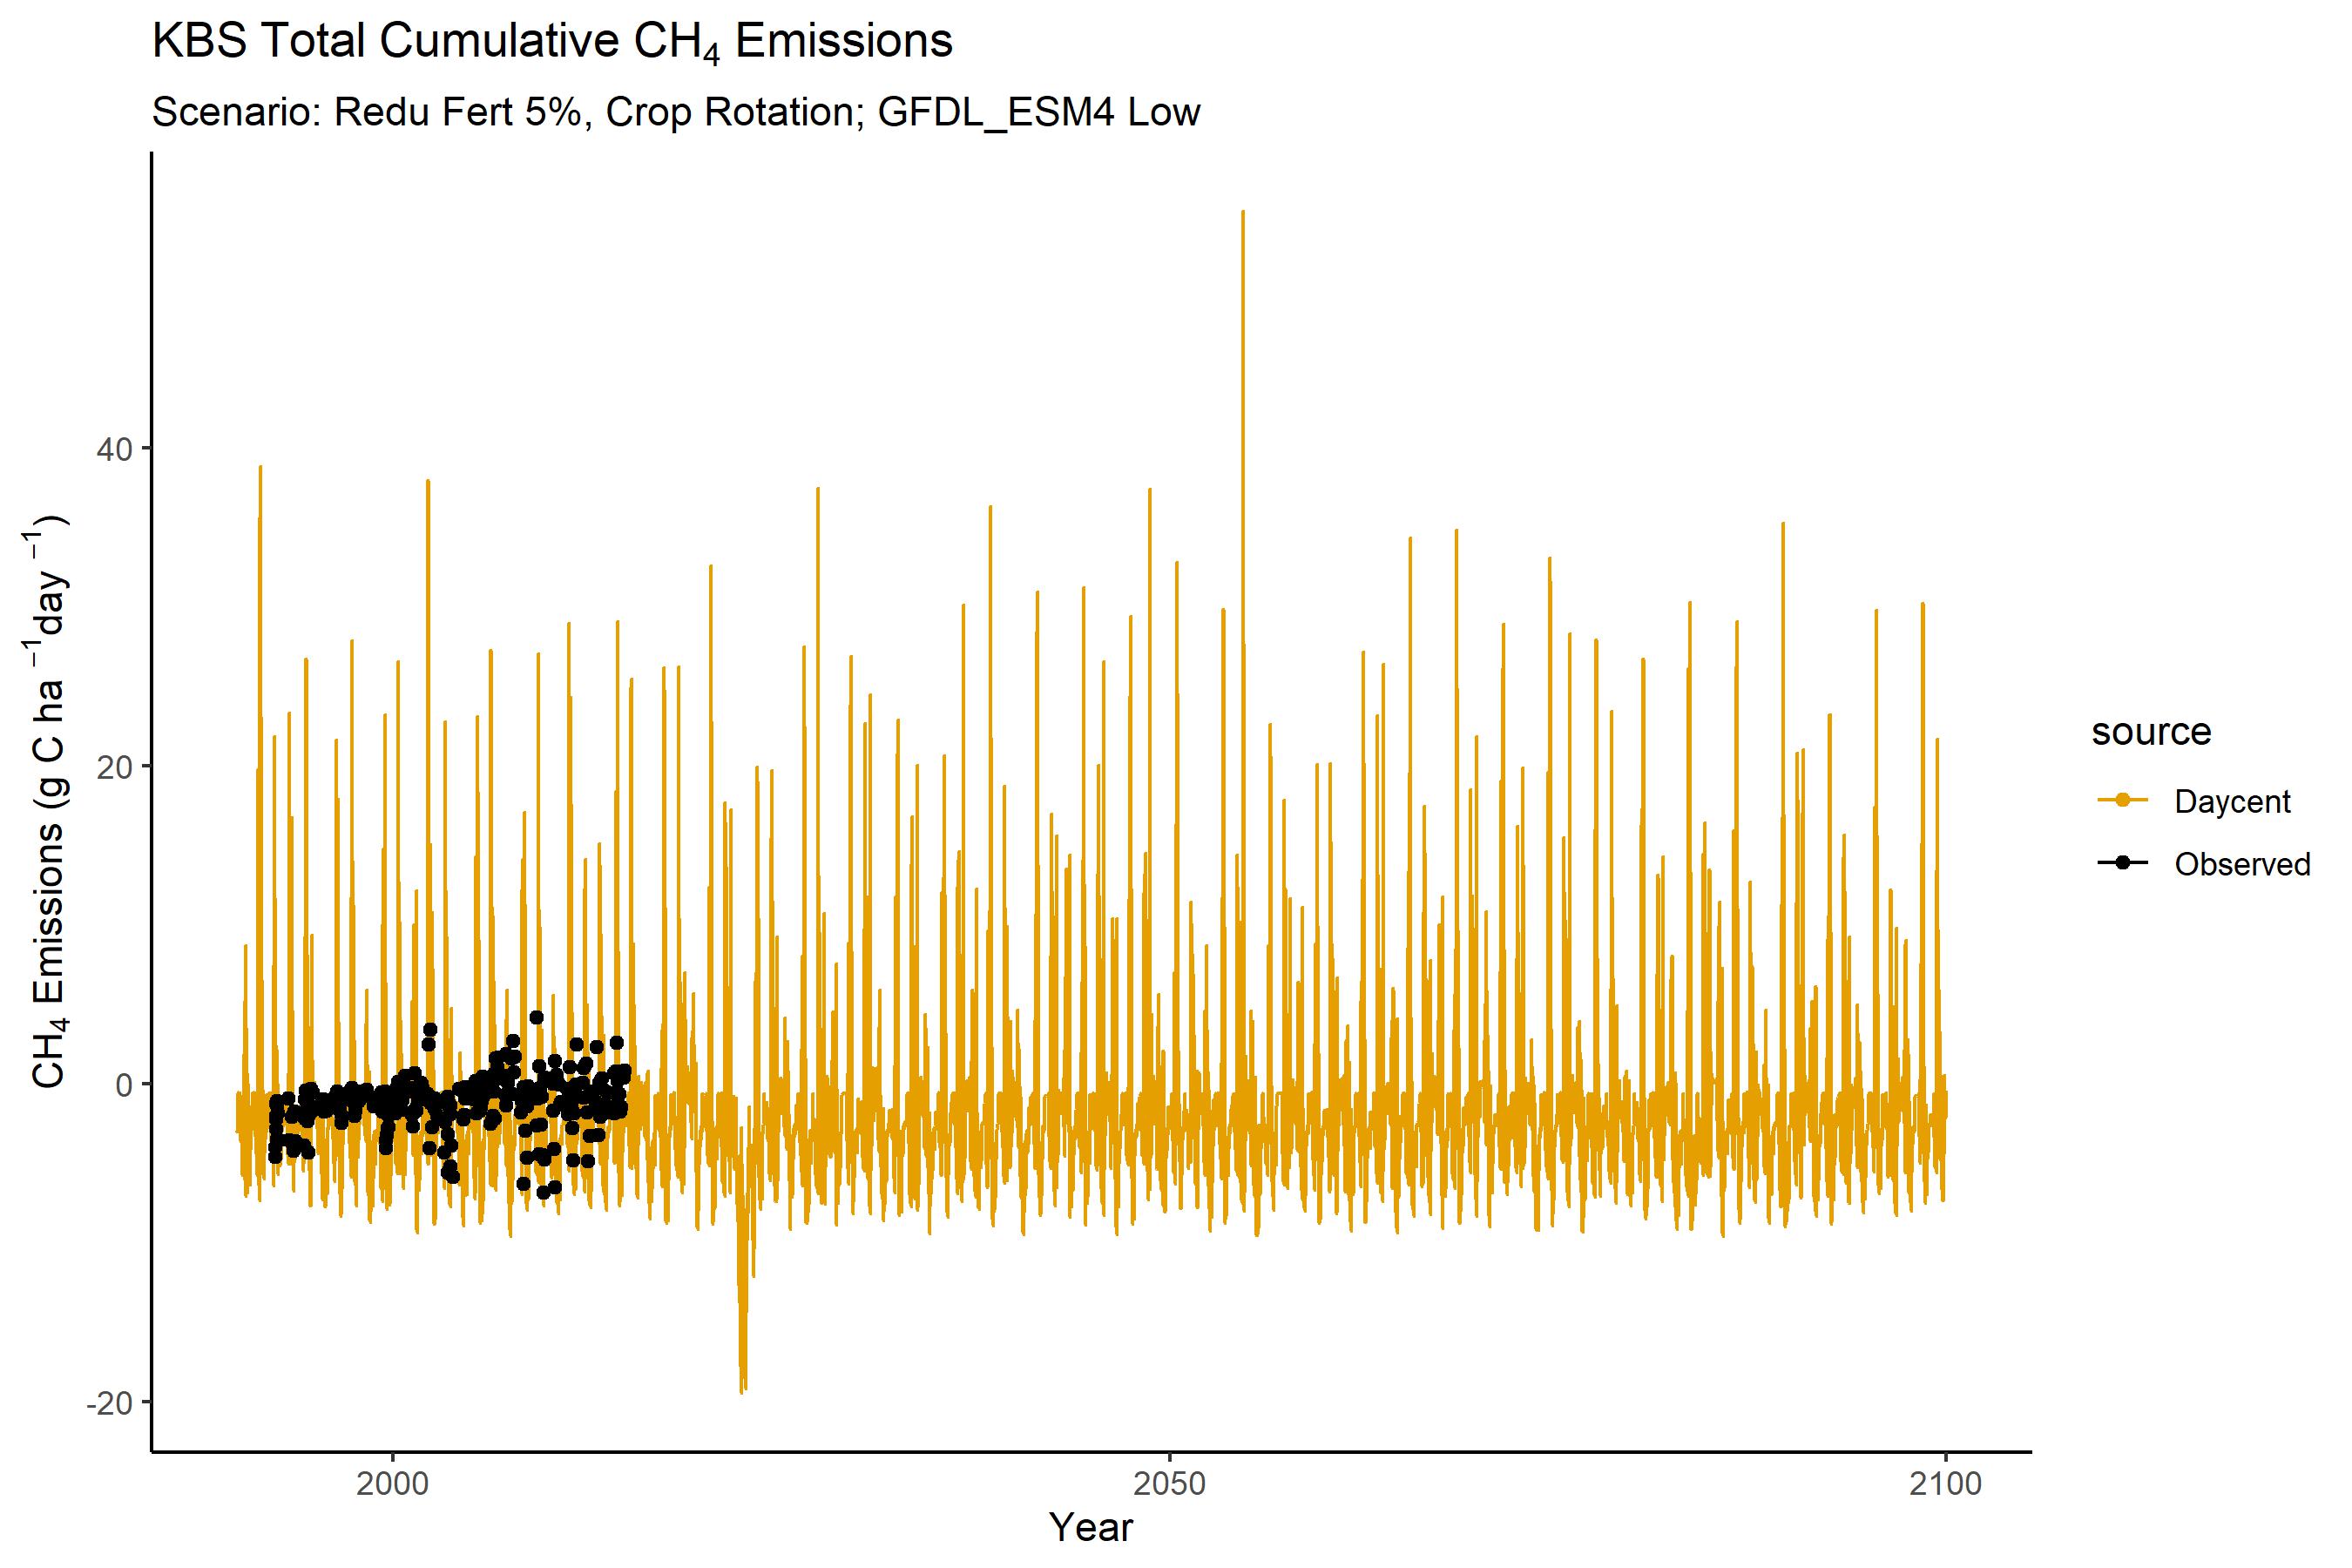 KBS Total Cumulative CH₄ Emissions
Scenario: Redu Fert 5%, Crop Rotation; GFDL_ESM4 Low
CH₄ Emissions (g C ha ⁻¹day ⁻¹)
40
20
0
-20
2000
2050
2100
Year
source
Daycent
Observed